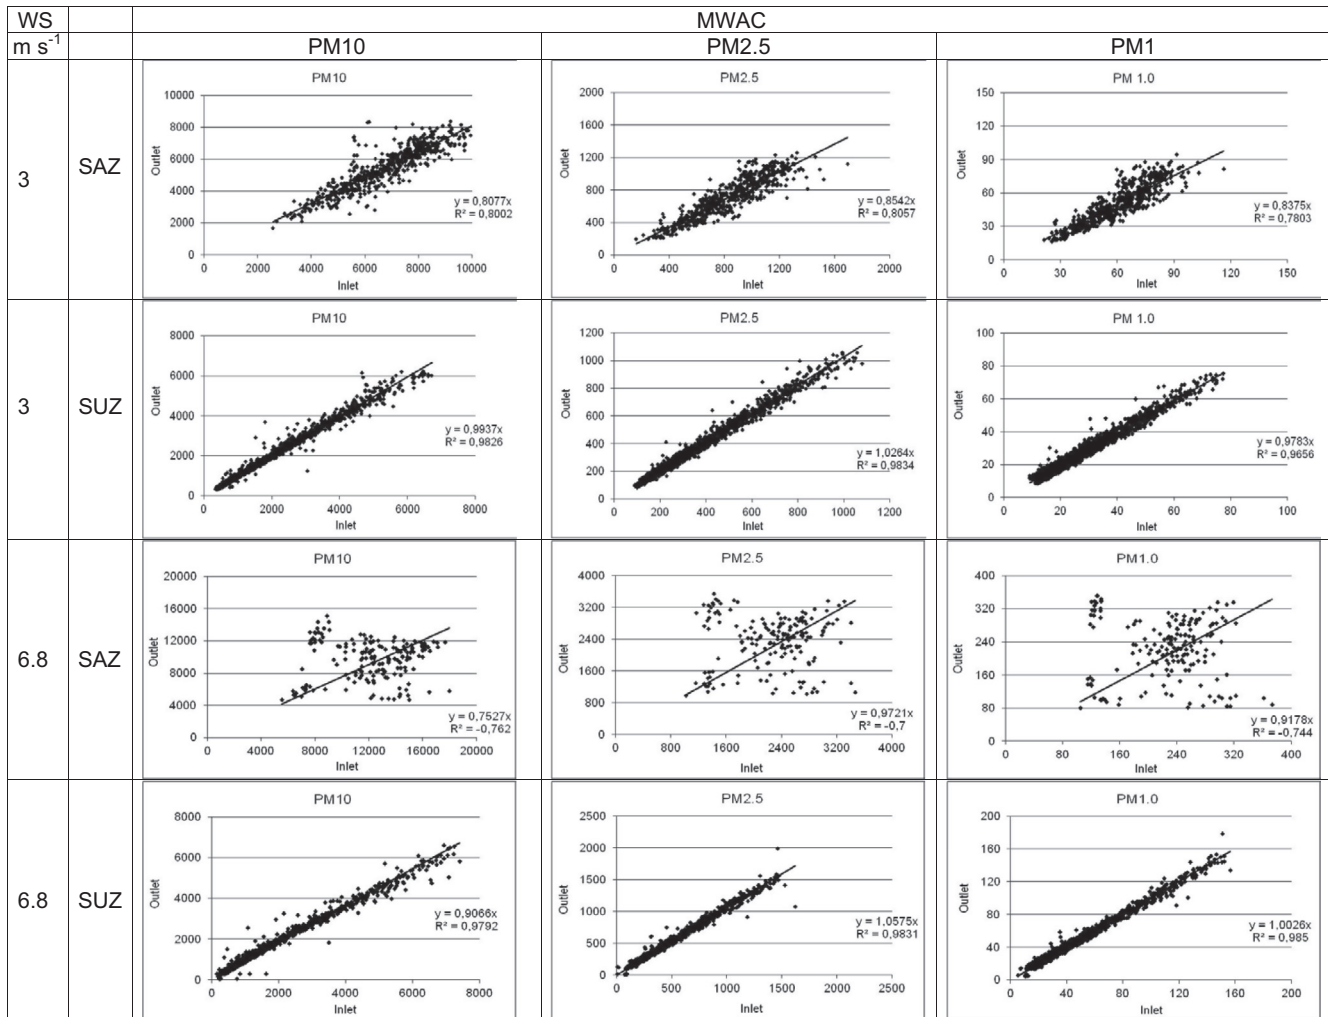 WS MWAC
m s-1 PM10 PM2.5 PM1
3 SAZ
PM10
10000
8000
6000
4000
2000
0
Outlet
y = 0,8077x
R² = 0,8002
0 2000 4000 6000 8000 10000
Inlet
PM2.5
2000
1600
1200
800
400
0
Outlet
y = 0,8542x
R² = 0,8057
0 400 800 1200 1600 2000
Inlet
PM 1.0
150
120
90
60
30
0
Outlet
y = 0,8375x
R² = 0,7803
0 30 60 90 120 150
Inlet
3 SUZ
PM10
8000
6000
4000
2000
0
Outlet
y = 0,9937x
R² = 0,9826
0 2000 4000 6000 8000
Inlet
PM2.5
1200
1000
800
600
400
200
0
Outlet
y = 1,0264x
R² = 0,9834
0 200 400 600 800 1000 1200
Inlet
PM 1.0
100
80
60
40
20
0
Outlet
y = 0,9783x
R² = 0,9656
0 20 40 60 80 100
Inlet
6.8 SAZ
PM10
20000
16000
12000
8000
4000
0
Outlet
y = 0,7527x
R² = -0,762
0 4000 8000 12000 16000 20000
Inlet
PM2.5
4000
3200
2400
1600
800
0
Outlet
y = 0,9721x
R² = -0,7
0 800 1600 2400 3200 4000
Inlet
PM1.0
400
320
240
160
80
0
Outlet
y = 0,9178x
R² = -0,744
0 80 160 240 320 400
Inlet
6.8 SUZ
PM10
8000
6000
4000
2000
0
Outlet
y = 0,9066x
R² = 0,9792
0 2000 4000 6000 8000
Inlet
PM2.5
2500
2000
1500
1000
500
0
Outlet
y = 1,0575x
R² = 0,9831
0 500 1000 1500 2000 2500
Inlet
PM1.0
200
160
120
80
40
0
Outlet
y = 1,0026x
R² = 0,985
0 40 80 120 160 200
Inlet